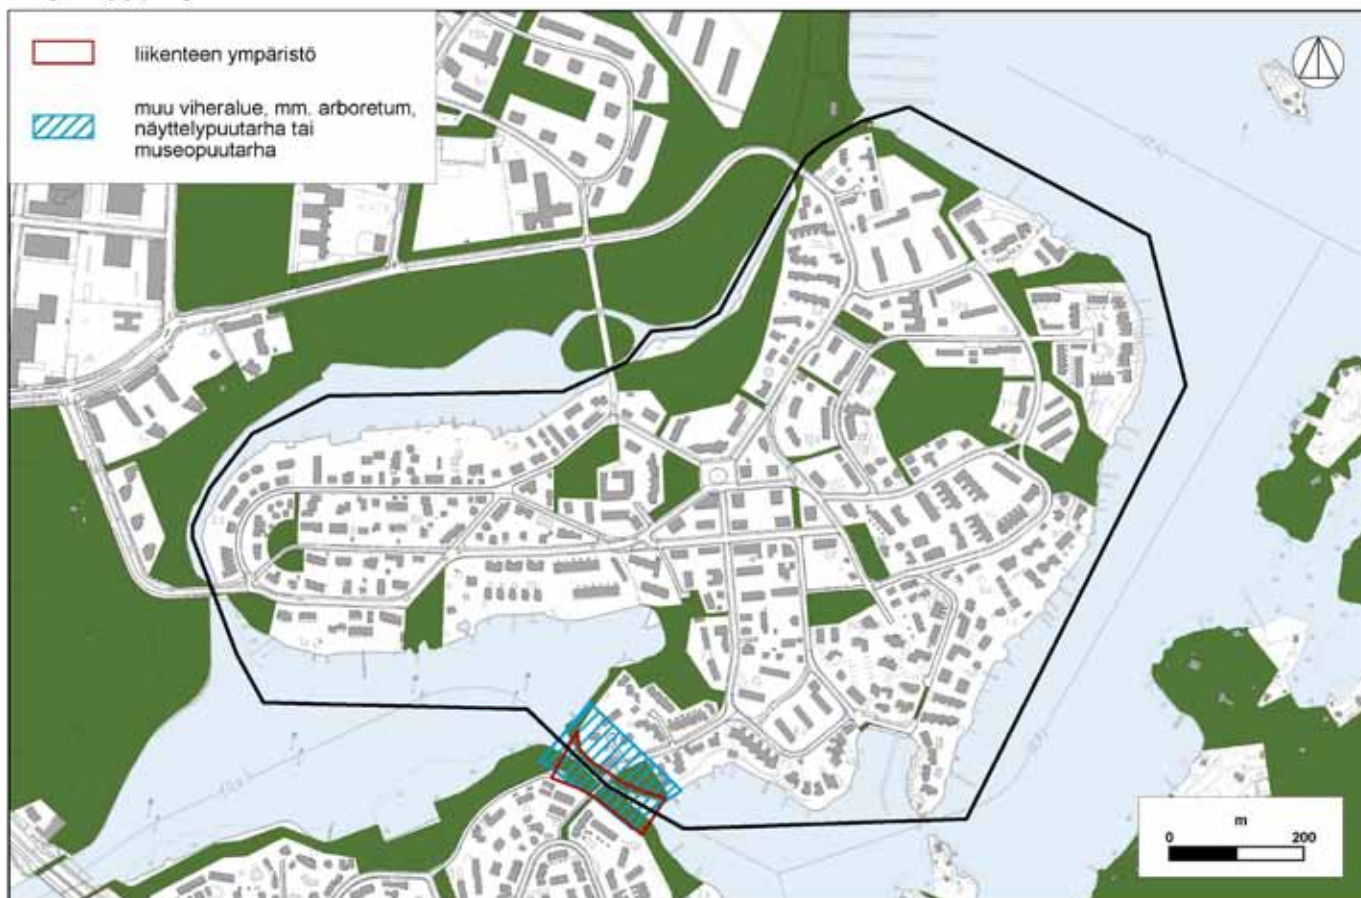 liikenteen ympäristö
muu viheralue, mm. arboretum,
näyttelypuutarha tai
museopuutarha
m
0 200